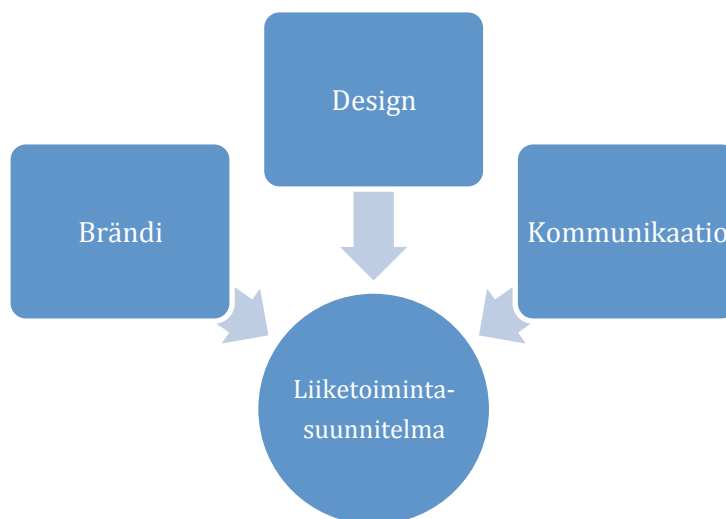 Design
Brändi
Kommunikaatio
Liiketoiminta-
suunnitelma